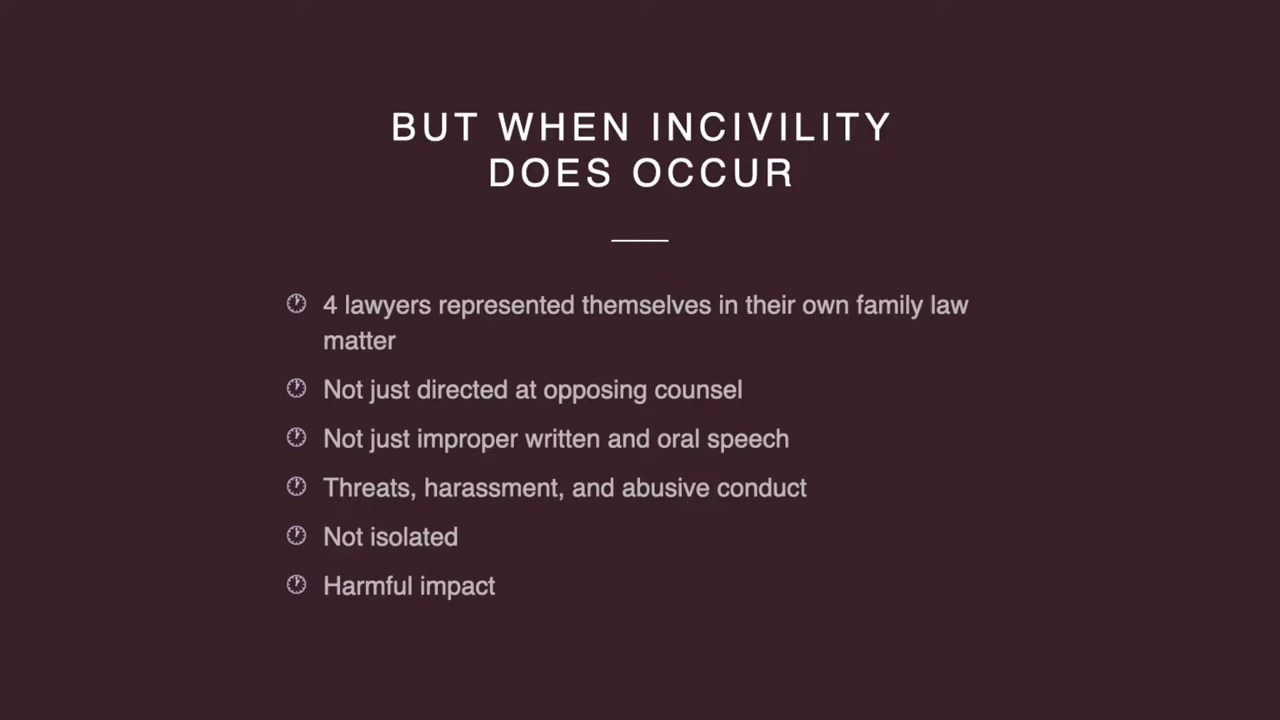 BUT WHEN INCIVILITY
DOES OCCUR
4 lawyers represented themselves in their own family law
matter
Not just directed at opposing counsel
Not just improper written and oral speech
Threats, harassment, and abusive conduct
Not isolated
Harmful impact